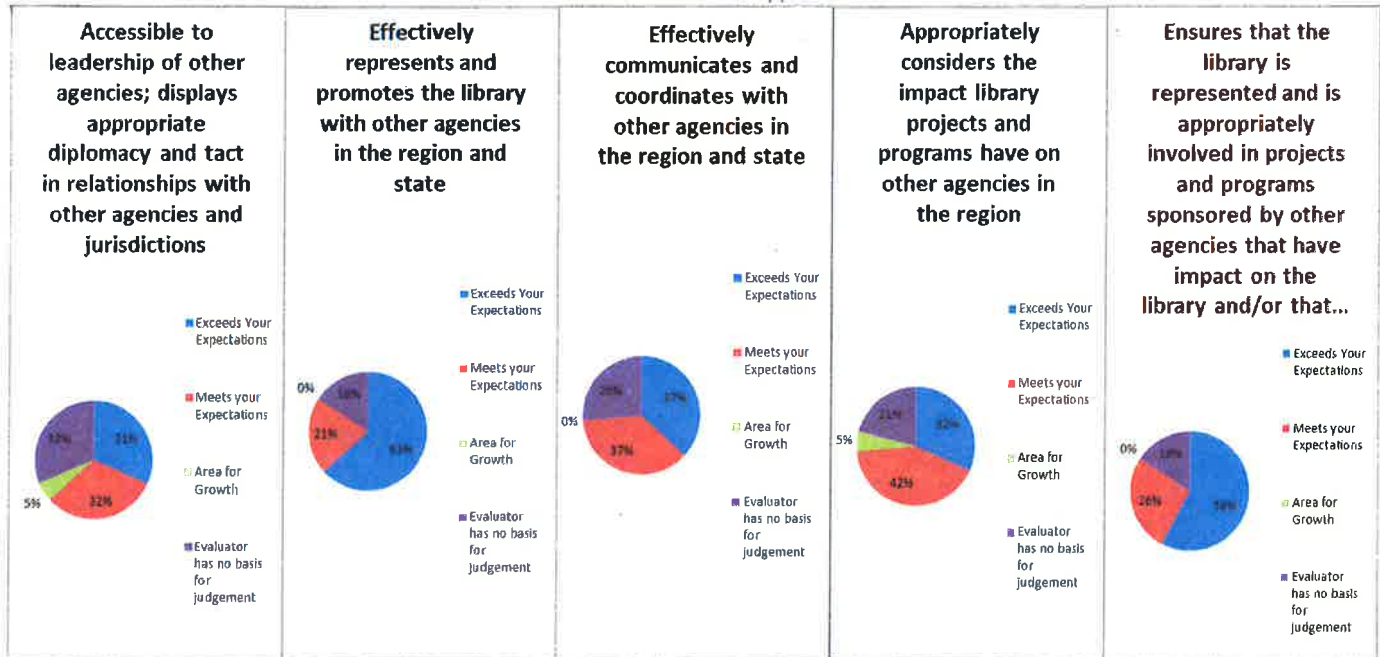 Accessible to
leadership of other
agencies; displays
appropriate
diplomacy and tact
in relationships with
other agencies and
jurisdictions
Exceeds Your
Expectations
Meets your
Expectations
Area for
Growth
Evaluator
has no basis
for
judgement
32%
5%
Effectively
represents and
promotes the library
with other agencies
in the region and
state
Exceeds Your
Expectations
Meets your
Expectations
Area for
Growth
Evaluator
has no basis
for
judgement
63%
21%
0%
Effectively
communicates and
coordinates with
other agencies in
the region and state
Exceeds Your
Expectations
Meets your
Expectations
Area for
Growth
Evaluator
has no basis
for
judgement
37%
37%
0%
26%
Appropriately
considers the
impact library
projects and
programs have on
other agencies in
the region
Exceeds Your
Expectations
Meets your
Expectations
Area for
Growth
Evaluator
has no basis
for
judgement
32%
42%
5%
21%
Ensures that the
library is
represented and is
appropriately
involved in projects
and programs
sponsored by other
agencies that have
impact on the
library and/or that...
Exceeds Your
Expectations
Meets your
Expectations
Area for
Growth
Evaluator
has no basis
for
judgement
58%
26%
0%